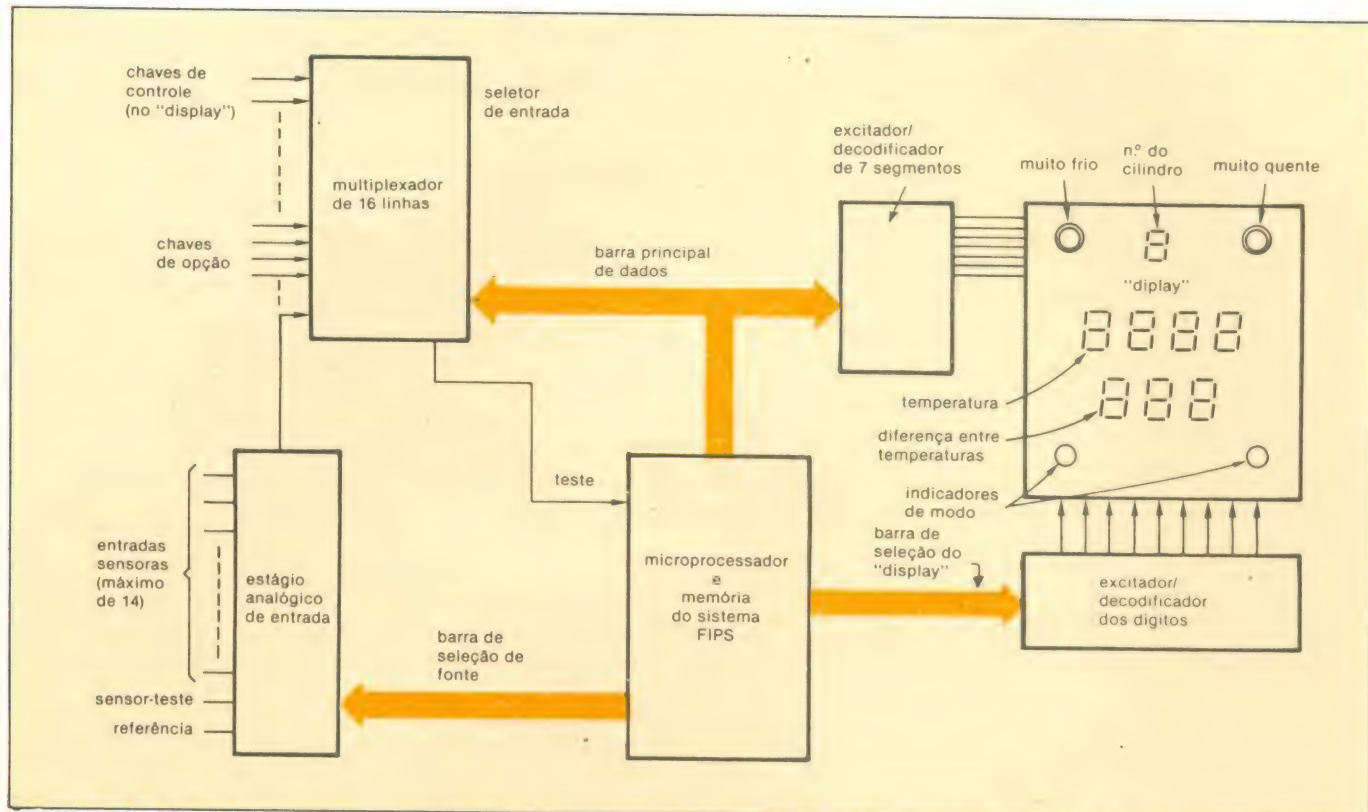 chaves de
controle
(no "display")
seletor
de entrada
multiplexador
de 16 linhas
chaves
de opção
excitador/
decodificador
de 7 segmentos
muito frio
n.º do
cilindro
muito quente
"diplay"
barra principal
de dados
temperatura
diferença entre
temperaturas
indicadores
de modo
teste
entradas
sensoras
(máximo
de 14)
estágio
analógico
de entrada
microprocessador
e
memória
do sistema
FIPS
barra de
seleção do
"display"
excitador/
decodificador
dos dígitos
barra de
seleção de
fonte
sensor-teste
referência